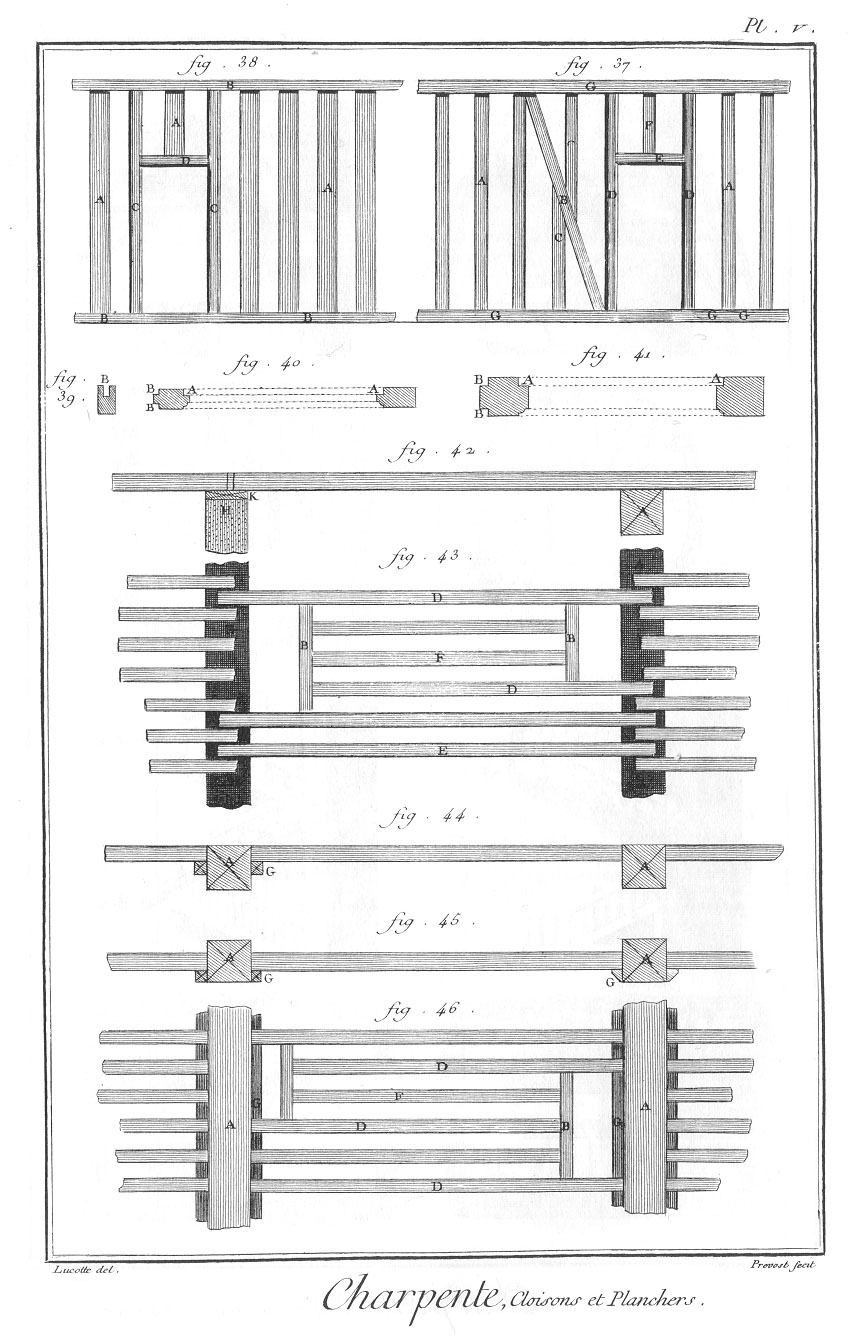 Pl. v.
fig. 38.
fig. 37.
B
G
A
A
F
D
E
A
A
C
C
A
C
B
C
D
D
A
B
B
G
G
G
fig. 40.
fig. 41.
fig. 39.
B
B
A
A
B
B
A
A
B
fig. 42.
K
H
A
fig. 43.
D
B
B
F
D
E
fig. 44.
A
G
A
fig. 45.
A
G
A
G
fig. 46.
D
F
G
A
D
B
G
A
D
Lucotte del.
Provost fecit
Charpente, Cloisons et Planchers.